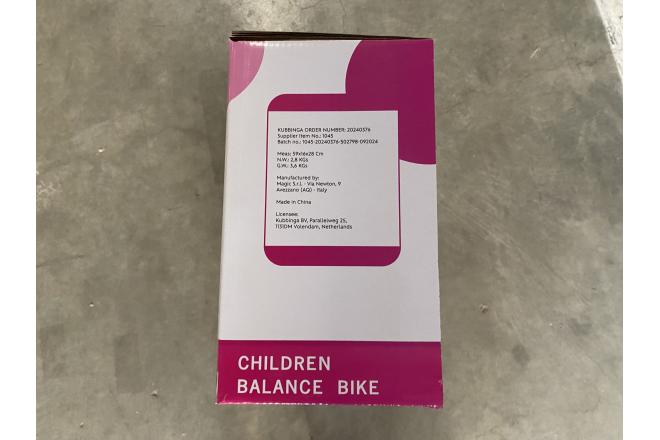 KUBBINGA ORDER NUMBER: 20240376
Supplier Item No.: 1045
Batch no.: 1045-20240376-502798-092024
Meas: 59x16x28 Cm
N.W.: 2,8 KGs
G.W.: 3,6 KGs
Manufactured by:
Magic S.r.l. - Via Newton, 9
Avezzano (AG) - Italy
Made in China
Licensee:
Kubbinga BV, Parallelweg 25,
1131DM Volendam, Netherlands
CHILDREN
BALANCE BIKE